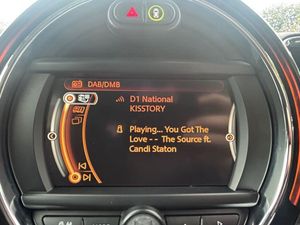 DAB/DMB
D1 National
KISSTORY
Playing... You Got The
Love - - The Source ft.
Candi Staton